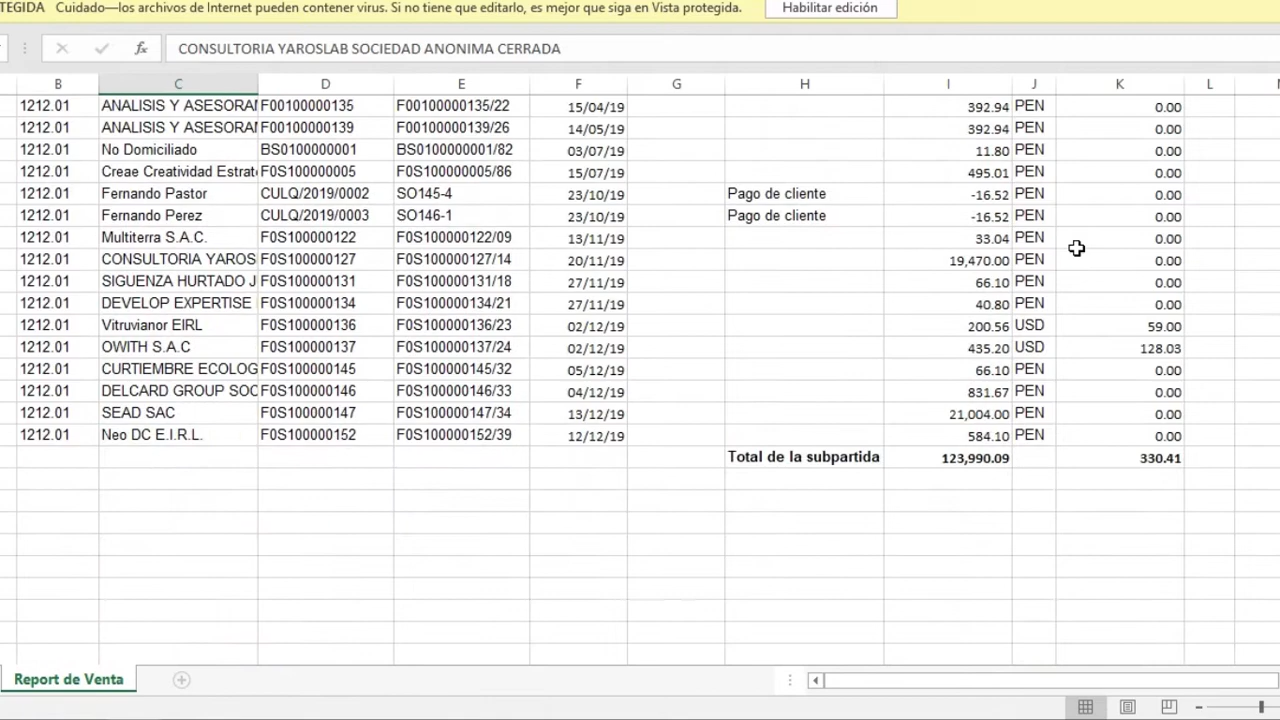 TEGIDA Cuidado—los archivos de Internet pueden contener virus. Si no tiene que editarlo, es mejor que siga en Vista protegida. Habilitar edición
fx CONSULTORIA YAROSLAB SOCIEDAD ANONIMA CERRADA
B C D E F G H I J K L
1212.01 ANALISIS Y ASESORAM F00100000135 F00100000135/22 15/04/19 392.94 PEN 0.00
1212.01 ANALISIS Y ASESORAM F00100000139 F00100000139/26 14/05/19 392.94 PEN 0.00
1212.01 No Domiciliado BS0100000001 BS0100000001/82 03/07/19 11.80 PEN 0.00
1212.01 Creae Creatividad Estrate F0S100000005 F0S100000005/86 15/07/19 495.01 PEN 0.00
1212.01 Fernando Pastor CULQ/2019/0002 SO145-4 23/10/19 Pago de cliente -16.52 PEN 0.00
1212.01 Fernando Perez CULQ/2019/0003 SO146-1 23/10/19 Pago de cliente -16.52 PEN 0.00
1212.01 Multiterra S.A.C. F0S100000122 F0S100000122/09 13/11/19 33.04 PEN 0.00
1212.01 CONSULTORIA YAROS F0S100000127 F0S100000127/14 20/11/19 19,470.00 PEN 0.00
1212.01 SIGUENZA HURTADO J F0S100000131 F0S100000131/18 27/11/19 66.10 PEN 0.00
1212.01 DEVELOP EXPERTISE F0S100000134 F0S100000134/21 27/11/19 40.80 PEN 0.00
1212.01 Vitruvianor EIRL F0S100000136 F0S100000136/23 02/12/19 200.56 USD 59.00
1212.01 OWITH S.A.C F0S100000137 F0S100000137/24 02/12/19 435.20 USD 128.03
1212.01 CURTIEMBRE ECOLOG F0S100000145 F0S100000145/32 05/12/19 66.10 PEN 0.00
1212.01 DELCARD GROUP SOC F0S100000146 F0S100000146/33 04/12/19 831.67 PEN 0.00
1212.01 SEAD SAC F0S100000147 F0S100000147/34 13/12/19 21,004.00 PEN 0.00
1212.01 Neo DC E.I.R.L. F0S100000152 F0S100000152/39 12/12/19 584.10 PEN 0.00
Total de la subpartida 123,990.09 330.41
Report de Venta